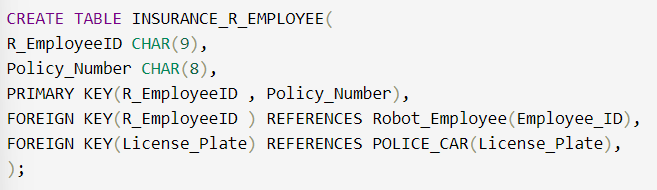 CREATE TABLE INSURANCE_R_EMPLOYEE(
R_EmployeeID CHAR(9),
Policy_Number CHAR(8),
PRIMARY KEY(R_EmployeeID , Policy_Number),
FOREIGN KEY(R_EmployeeID ) REFERENCES Robot_Employee(Employee_ID),
FOREIGN KEY(License_Plate) REFERENCES POLICE_CAR(License_Plate),
);